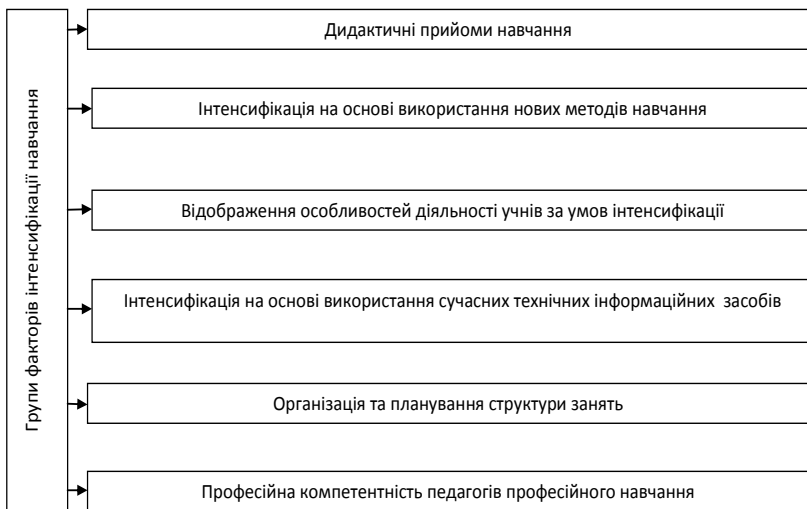 Групи факторів інтенсифікації навчання
Дидактичні прийоми навчання
Інтенсифікація на основі використання нових методів навчання
Відображення особливостей діяльності учнів за умов інтенсифікації
Інтенсифікація на основі використання сучасних технічних інформаційних засобів
Організація та планування структури занять
Професійна компетентність педагогів професійного навчання